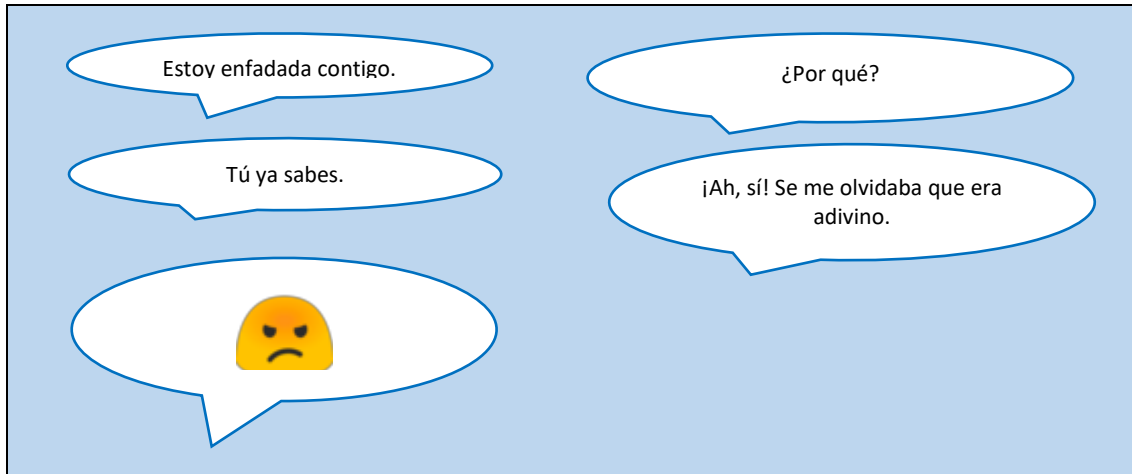 Estoy enfadada contigo.
¿Por qué?
Tú ya sabes.
¡Ah, sí! Se me olvidaba que era
adivino.